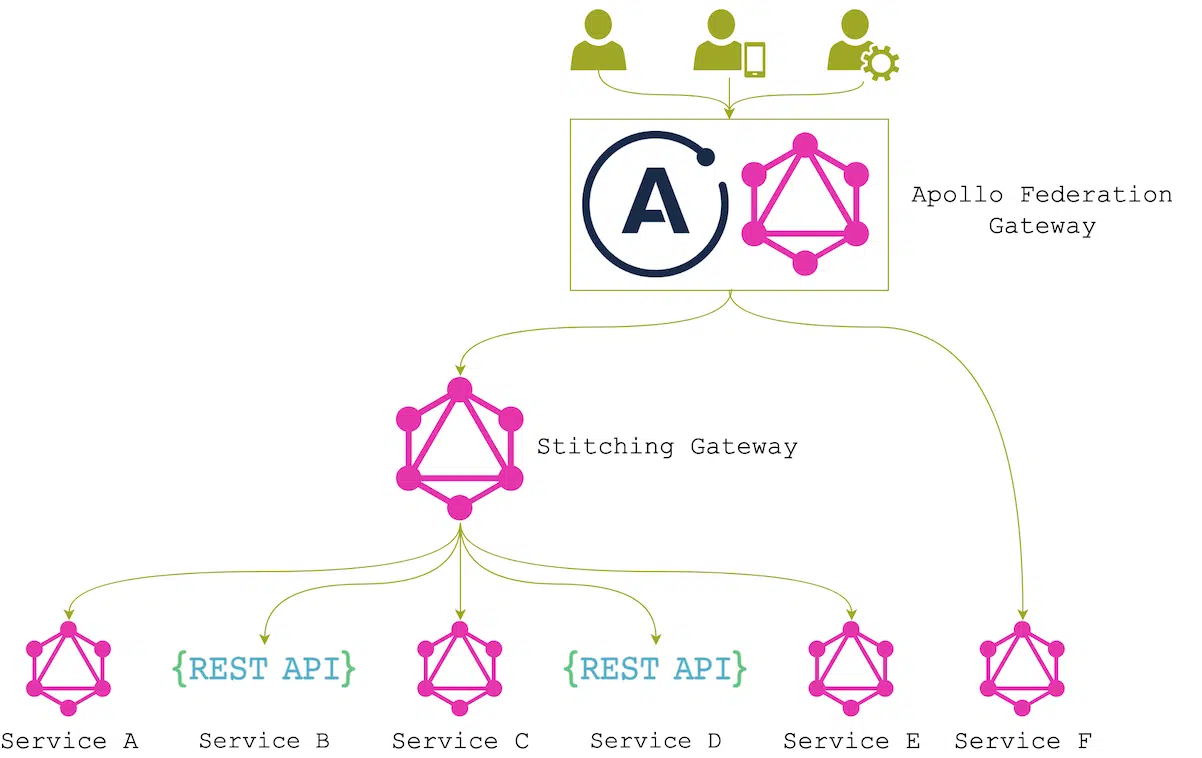 A
Apollo Federation
Gateway
Stitching Gateway
{REST API}
{REST API}
Service A
Service B
Service C
Service D
Service E
Service F